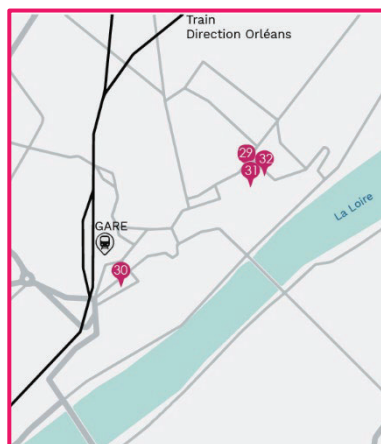 Train
Direction Orléans
29
32
31
La Loire
GARE
30